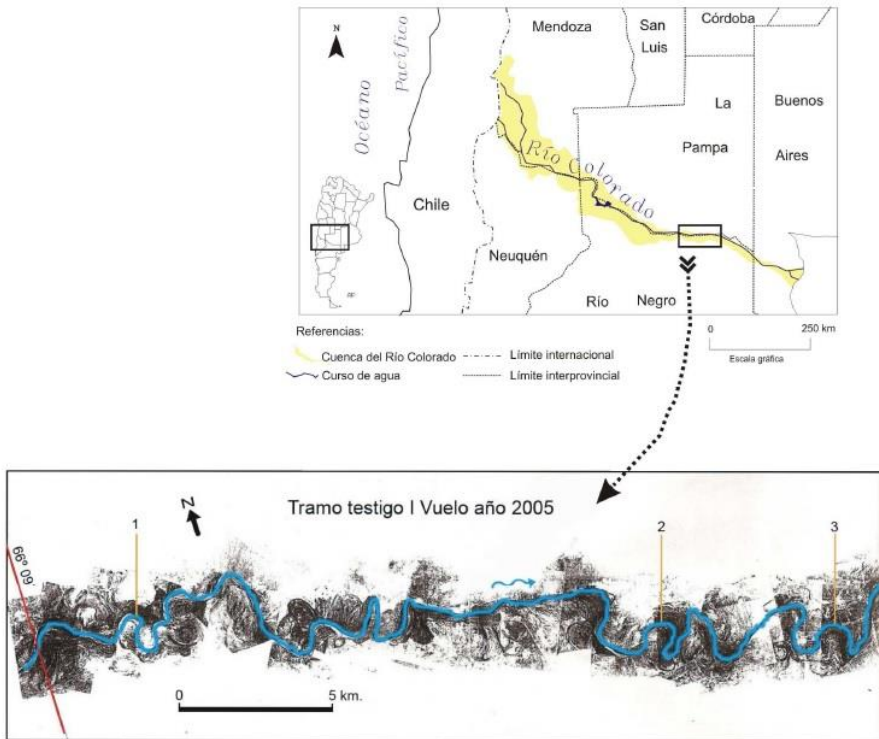 N
Océano
Pacífico
Mendoza
San
Luis
Córdoba
La
Pampa
Buenos
Aires
Río Colorado
Chile
Neuquén
Río Negro
0 250 km
Escala gráfica
Referencias:
Cuenca del Río Colorado
Límite internacional
Curso de agua
Límite interprovincial
Tramo testigo I Vuelo año 2005
N
1
2
3
66º 09'
0 5 km.